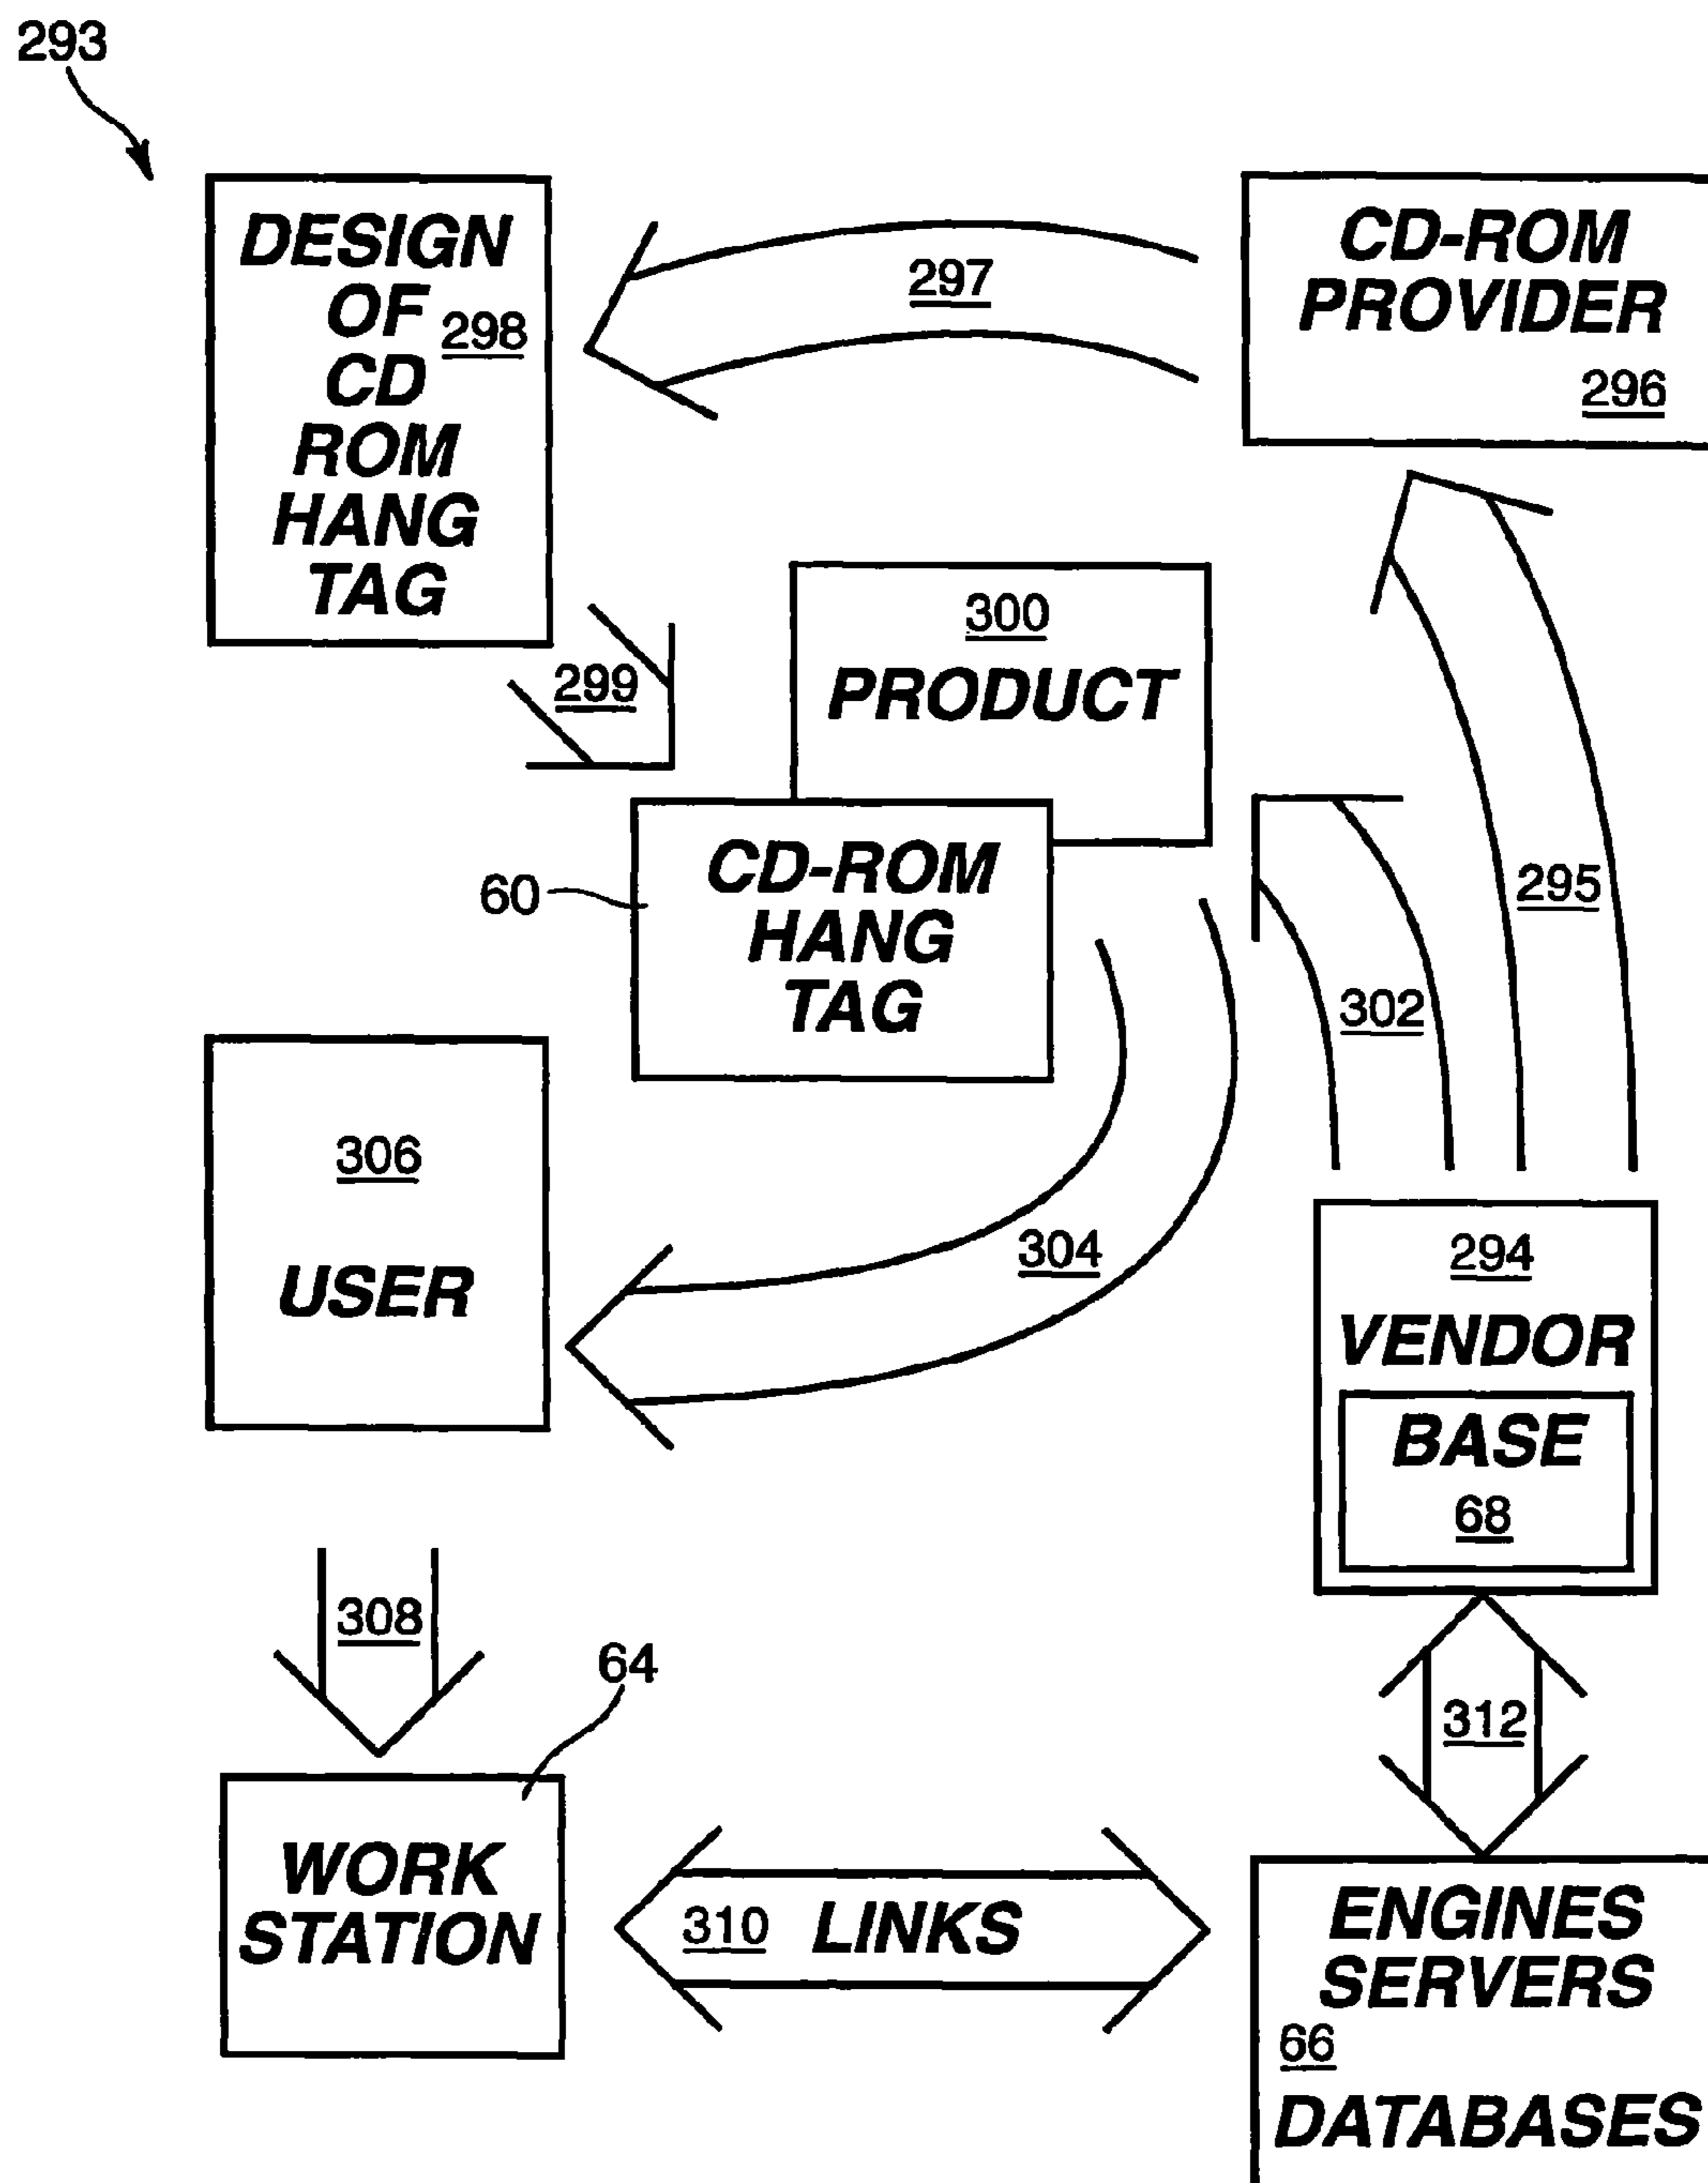 293
DESIGN
OF
298
CD
ROM
HANG
TAG
297
CD-ROM
PROVIDER
296
299
300
PRODUCT
60
CD-ROM
HANG
TAG
295
302
304
306
USER
294
VENDOR
BASE
68
308
64
312
WORK
STATION
310 LINKS
ENGINES
SERVERS
66
DATABASES